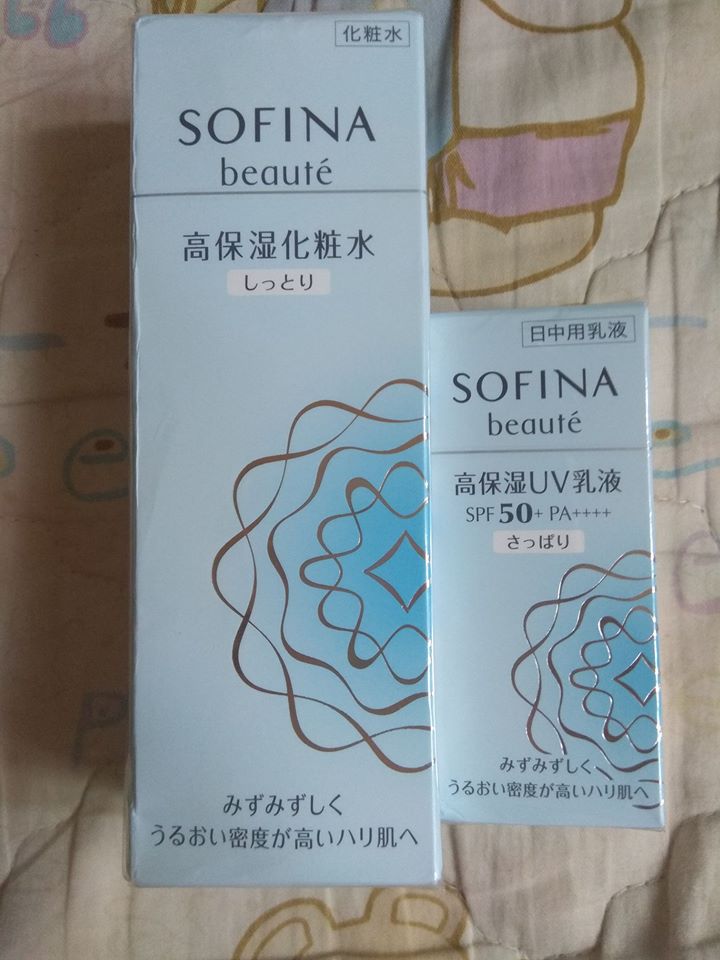 化粧水
SOFINA
beauté
高保湿化粧水
しっとり
みずみずしく
うるおい密度が高いハリ肌へ
日中用乳液
SOFINA
beauté
高保湿UV乳液
SPF 50+ PA++++
さっぱり
みずみずしく
うるおい密度が高いハリ肌へ